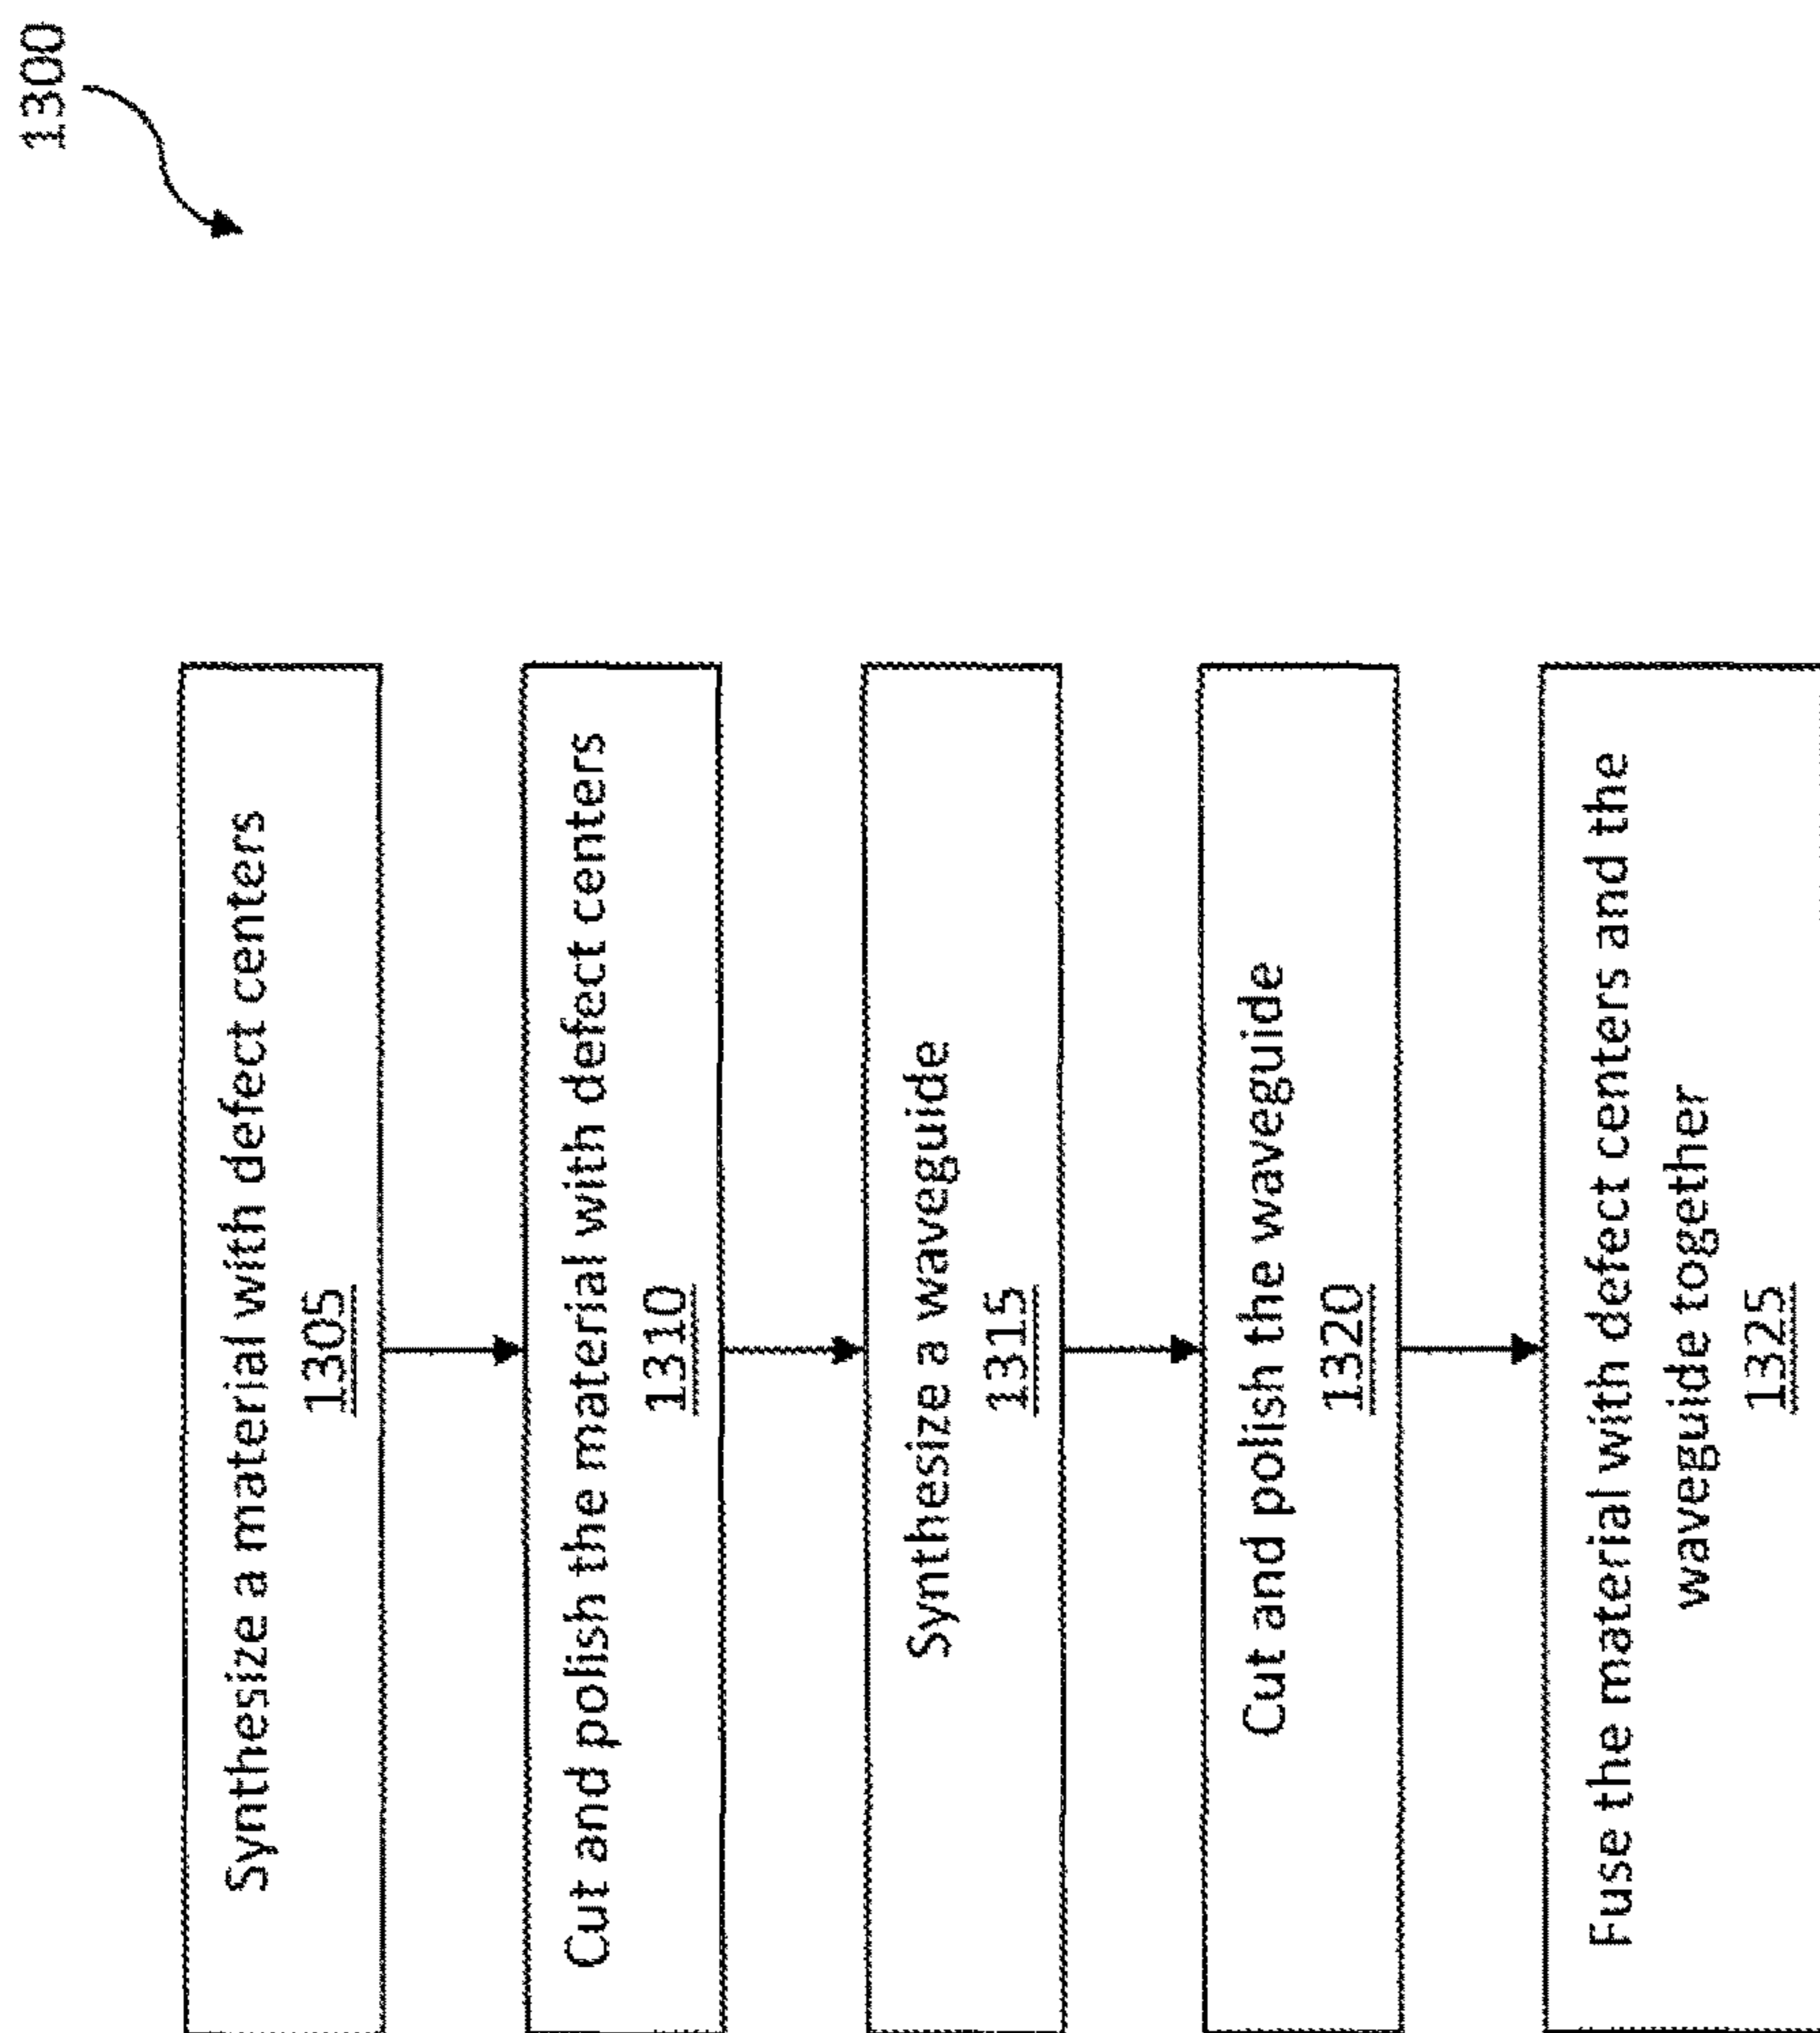 1300
Synthesize a material with defect centers
1305
Cut and polish the material with defect centers
1310
Synthesize a waveguide
1315
Cut and polish the waveguide
1320
Fuse the material with defect centers and the
waveguide together
1325